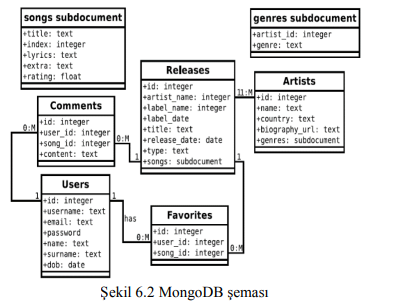 songs subdocument
+title: text
+index: integer
+lyrics: text
+extra: text
+rating: float
genres subdocument
+artist_id: integer
+genre: text
Releases
+id: integer
+artist_name: integer
+label_name: integer
+label_date
+title: text
+release_date: date
+type: text
+songs: subdocument
11:M
Artists
+id: integer
+name: text
+country: text
+biography_url: text
+genres: subdocument
Comments
+id: integer
+user_id: integer
+song_id: integer
+content: text
0:M
0:M
1
1
Users
+id: integer
+username: text
+email: text
+password
+name: text
+surname: text
+dob: date
1
1
has
0:M
Favorites
+id: integer
+user_id: integer
+song_id: integer
0:M
Şekil 6.2 MongoDB şeması